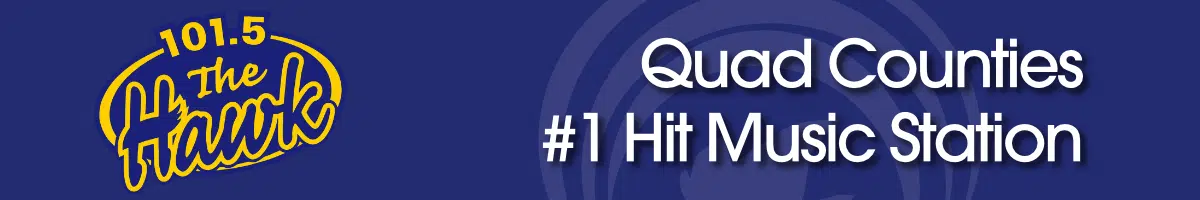 101.5
The
Hawk
Quad Counties
#1 Hit Music Station